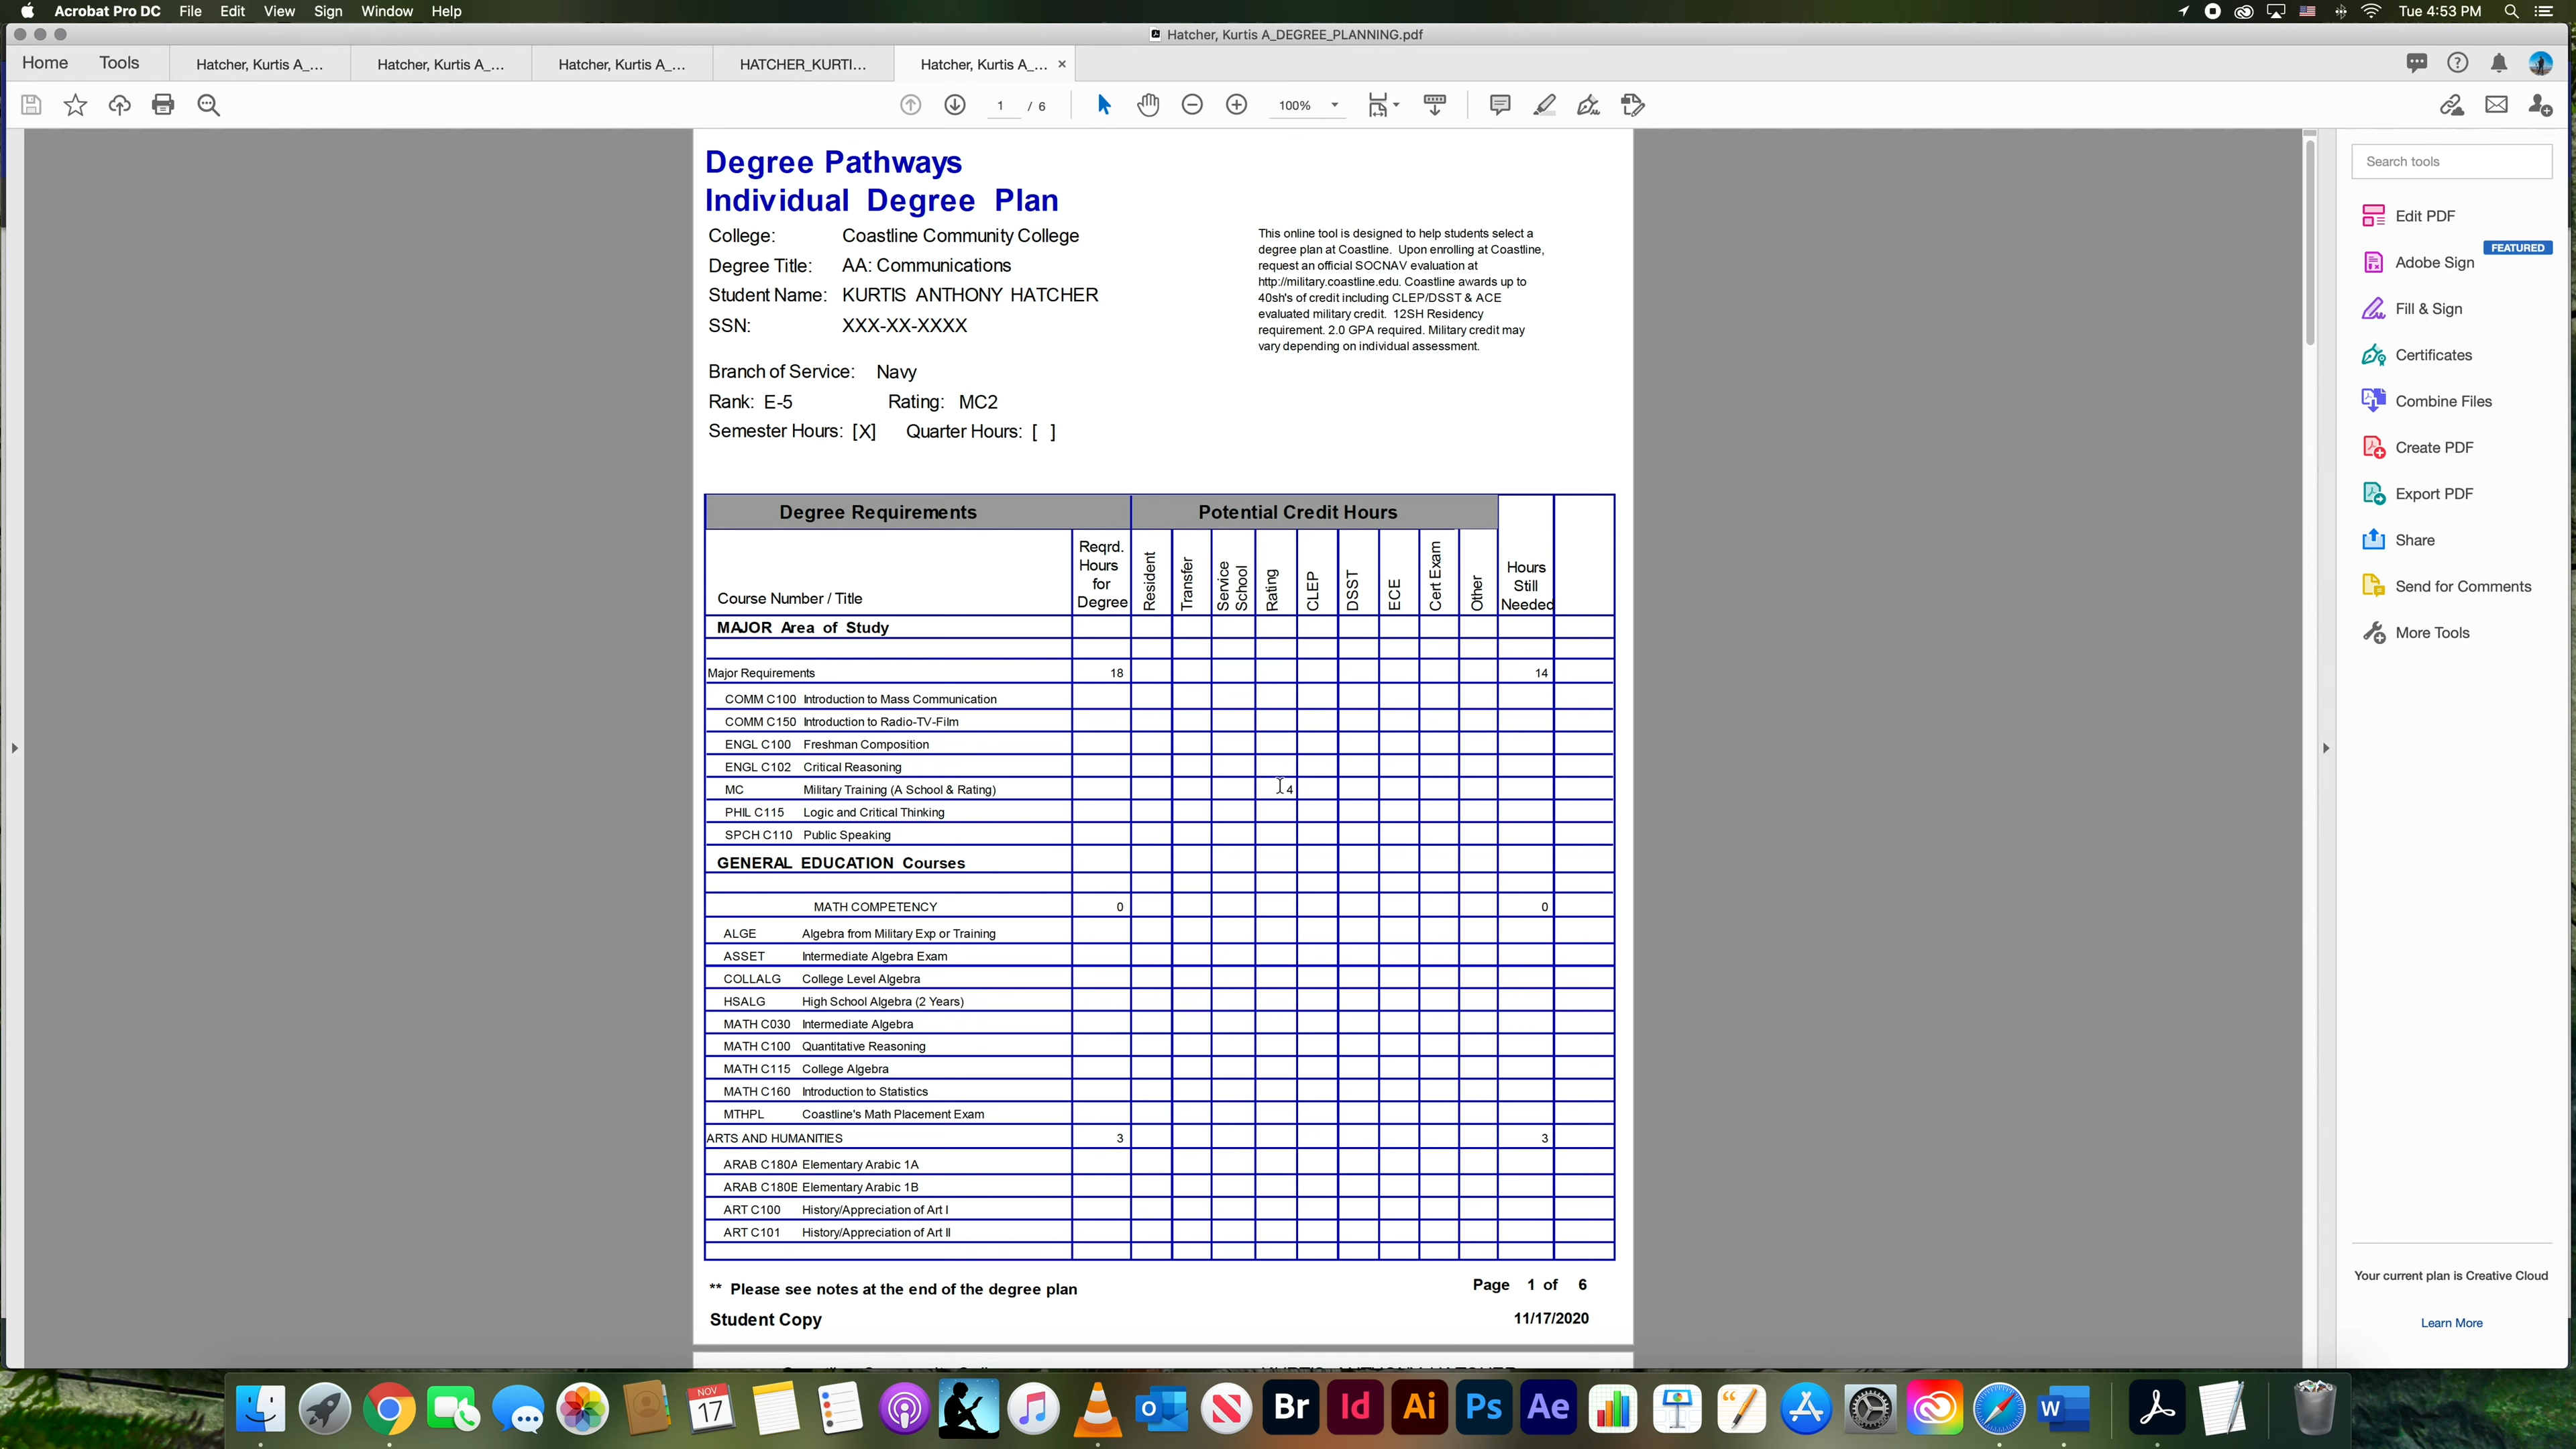 Acrobat Pro DC File Edit View Sign Window Help Tue 4:53 PM
Hatcher, Kurtis A_DEGREE_PLANNING.pdf
Home Tools Hatcher, Kurtis A_... Hatcher, Kurtis A_... Hatcher, Kurtis A_... HATCHER_KURTI... Hatcher, Kurtis A_... ×
1 / 6 100%
Degree Pathways
Individual Degree Plan
College: Coastline Community College
Degree Title: AA: Communications
Student Name: KURTIS ANTHONY HATCHER
SSN: XXX-XX-XXXX
This online tool is designed to help students select a
degree plan at Coastline. Upon enrolling at Coastline,
request an official SOCNAV evaluation at
http://military.coastline.edu. Coastline awards up to
40sh's of credit including CLEP/DSST & ACE
evaluated military credit. 12SH Residency
requirement. 2.0 GPA required. Military credit may
vary depending on individual assessment.
Branch of Service: Navy
Rank: E-5 Rating: MC2
Semester Hours: [X] Quarter Hours: [ ]
Degree Requirements Potential Credit Hours
Course Number / Title
Reqrd.
Hours
for
Degree
Resident
Transfer
Service
School
Rating
CLEP
DSST
ECE
Cert Exam
Other
Hours
Still
Needed
MAJOR Area of Study
Major Requirements 18 14
COMM C100 Introduction to Mass Communication
COMM C150 Introduction to Radio-TV-Film
ENGL C100 Freshman Composition
ENGL C102 Critical Reasoning
MC Military Training (A School & Rating) 4
PHIL C115 Logic and Critical Thinking
SPCH C110 Public Speaking
GENERAL EDUCATION Courses
MATH COMPETENCY 0 0
ALGE Algebra from Military Exp or Training
ASSET Intermediate Algebra Exam
COLLALG College Level Algebra
HSALG High School Algebra (2 Years)
MATH C030 Intermediate Algebra
MATH C100 Quantitative Reasoning
MATH C115 College Algebra
MATH C160 Introduction to Statistics
MTHPL Coastline's Math Placement Exam
ARTS AND HUMANITIES 3 3
ARAB C180A Elementary Arabic 1A
ARAB C180B Elementary Arabic 1B
ART C100 History/Appreciation of Art I
ART C101 History/Appreciation of Art II
** Please see notes at the end of the degree plan
Page 1 of 6
Student Copy
11/17/2020
Search tools
Edit PDF
FEATURED
Adobe Sign
Fill & Sign
Certificates
Combine Files
Create PDF
Export PDF
Share
Send for Comments
More Tools
Your current plan is Creative Cloud
Learn More
NOV
17
Br Id Ai Ps Ae